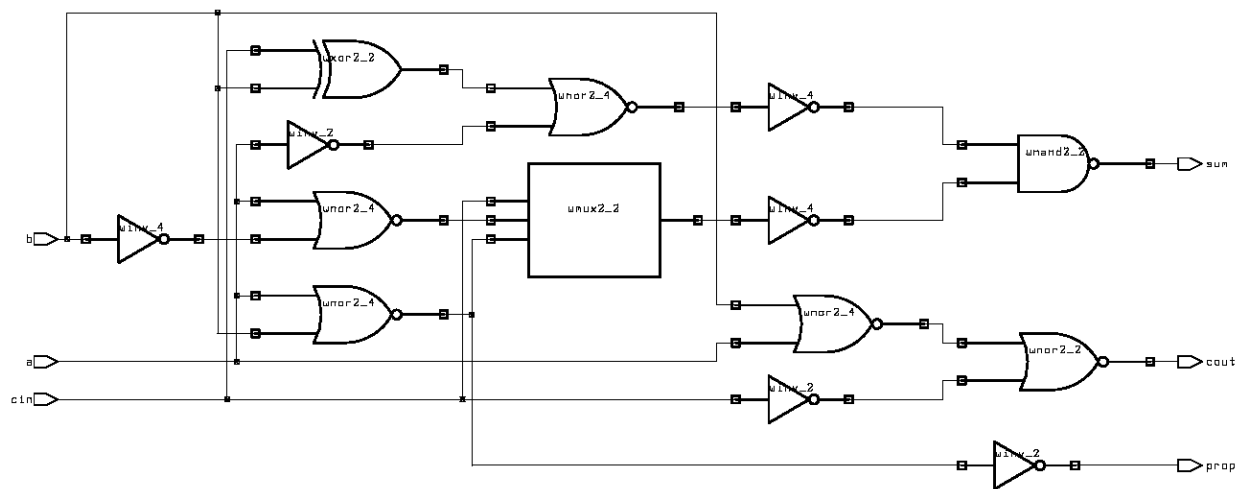 wxor2_2
wnor2_4
winv_4
winv_2
wnand2_2
sum
wnor2_4
wmux2_2
b
winv_4
winv_4
wnor2_4
wnor2_4
wnor2_2
a
cout
cin
winv_2
winv_2
prop